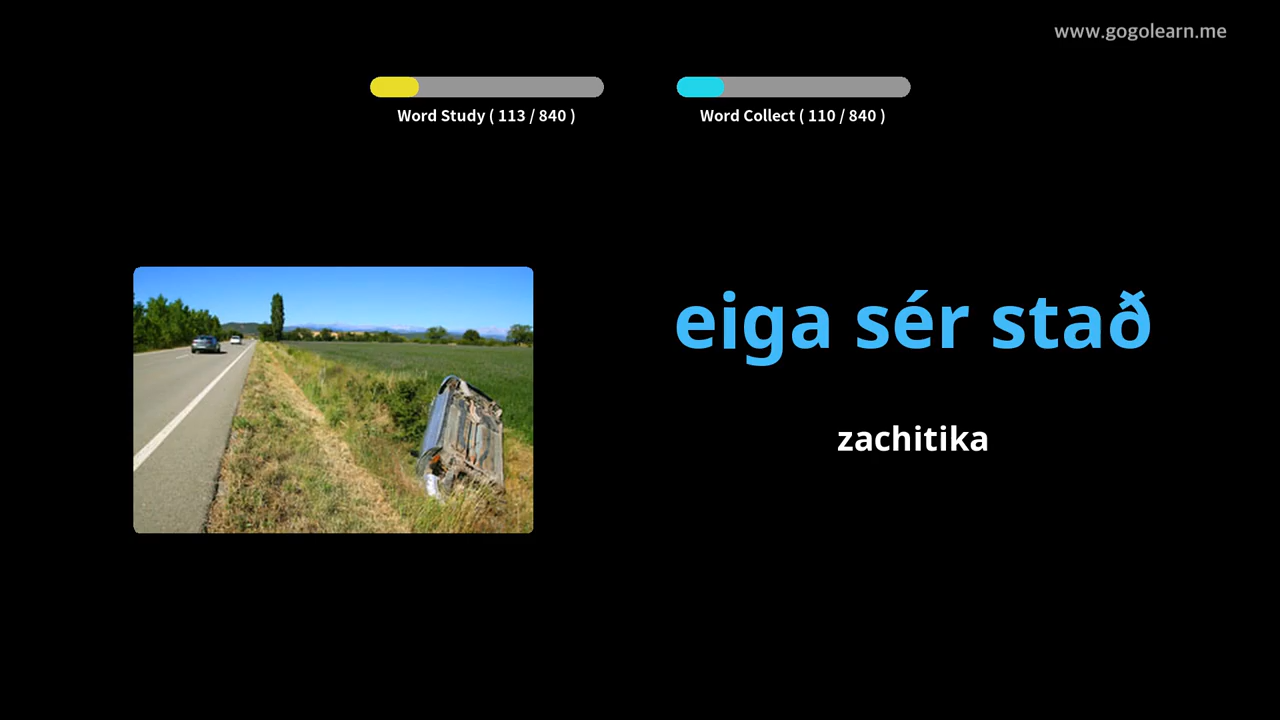 www.gogolearn.me
Word Study ( 113 / 840 )
Word Collect ( 110 / 840 )
eiga sér stað
zachitika